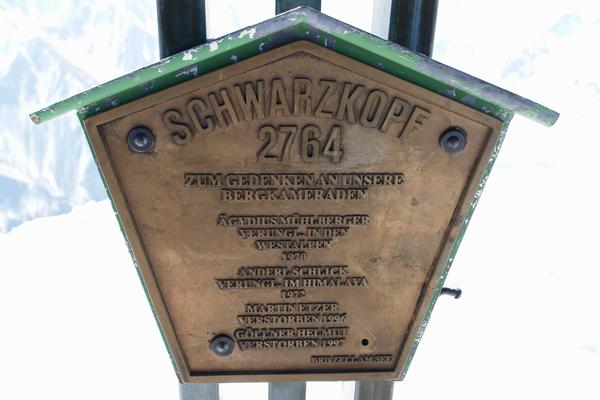 SCHWARZKOPF
2764
ZUM GEDENKEN AN UNSERE
BERGKAMERADEN
ÄGYDIUS MÜHLBERGER
VERUNGL. IN DEN
WESTALPEN
1970
ANDERL SCHLICK
VERUNGL. IM HIMALAYA
1972
MARTIN ETZER
VERSTORBEN 1996
GÖLLNER HELMUT
VERSTORBEN 1997
BRD ZELL AM SEE